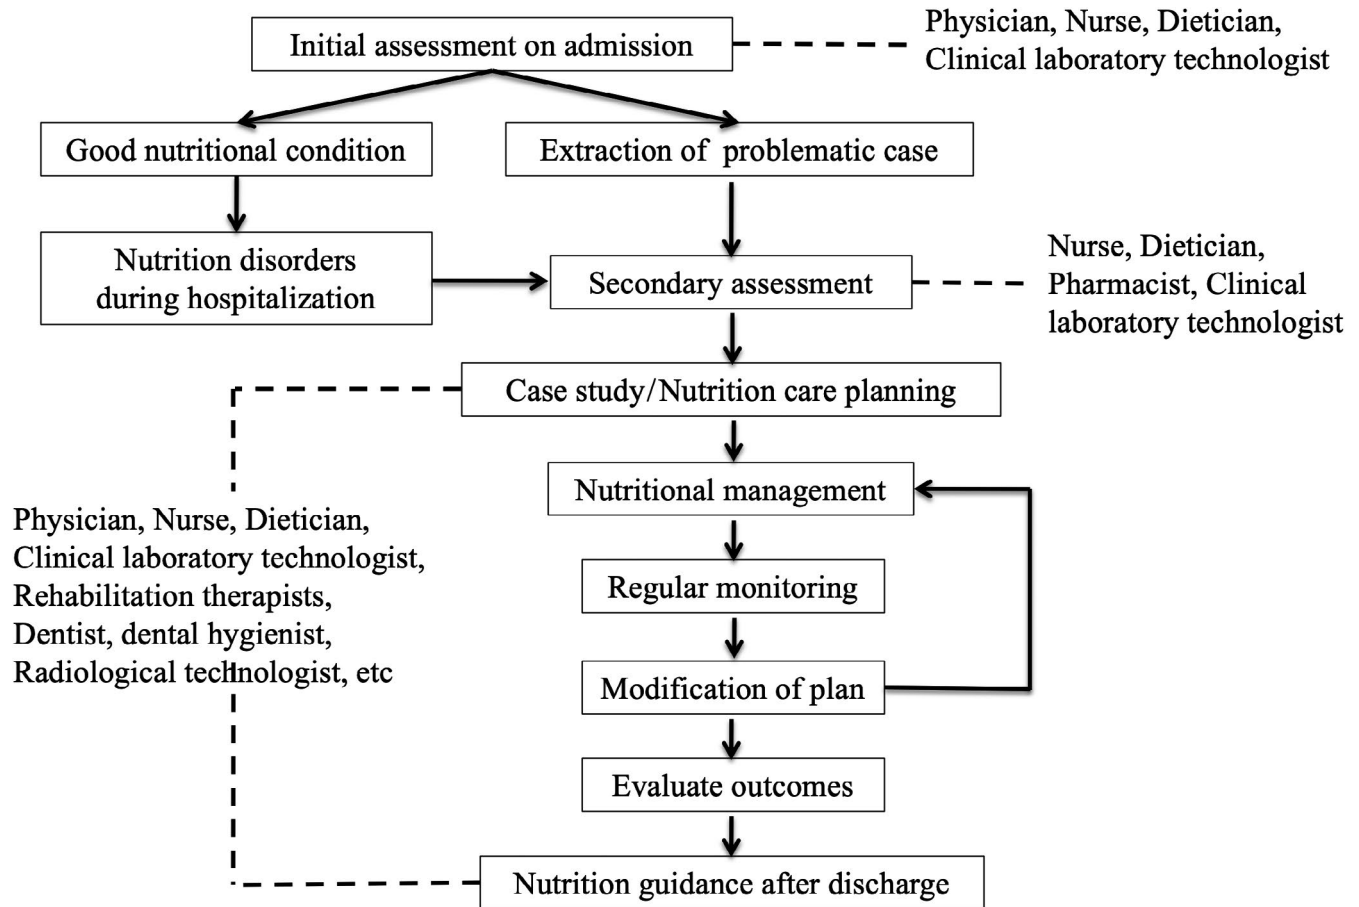 Initial assessment on admission
Physician, Nurse, Dietician,
Clinical laboratory technologist
Good nutritional condition
Extraction of problematic case
Nutrition disorders
during hospitalization
Secondary assessment
Nurse, Dietician,
Pharmacist, Clinical
laboratory technologist
Case study/Nutrition care planning
Nutritional management
Physician, Nurse, Dietician,
Clinical laboratory technologist,
Rehabilitation therapists,
Dentist, dental hygienist,
Radiological technologist, etc
Regular monitoring
Modification of plan
Evaluate outcomes
Nutrition guidance after discharge